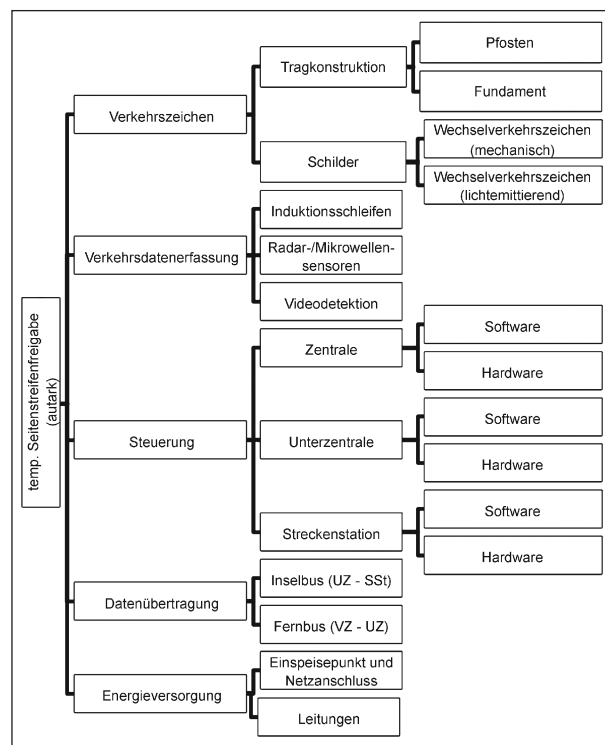 temp. Seitenstreifenfreigabe
(autark)
Verkehrszeichen
Tragkonstruktion
Pfosten
Fundament
Schilder
Wechselverkehrszeichen
(mechanisch)
Wechselverkehrszeichen
(lichtemittierend)
Verkehrsdatenerfassung
Induktionsschleifen
Radar-/Mikrowellen-
sensoren
Videodetektion
Steuerung
Zentrale
Software
Hardware
Unterzentrale
Software
Hardware
Streckenstation
Software
Hardware
Datenübertragung
Inselbus (UZ - SSt)
Fernbus (VZ - UZ)
Energieversorgung
Einspeisepunkt und
Netzanschluss
Leitungen